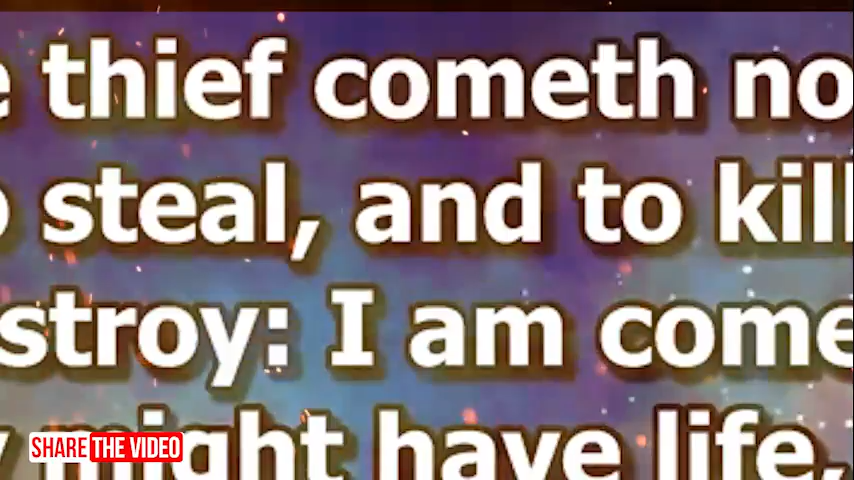 e thief cometh no
o steal, and to kill
stroy: I am come
y might have life,
SHARE THE VIDEO